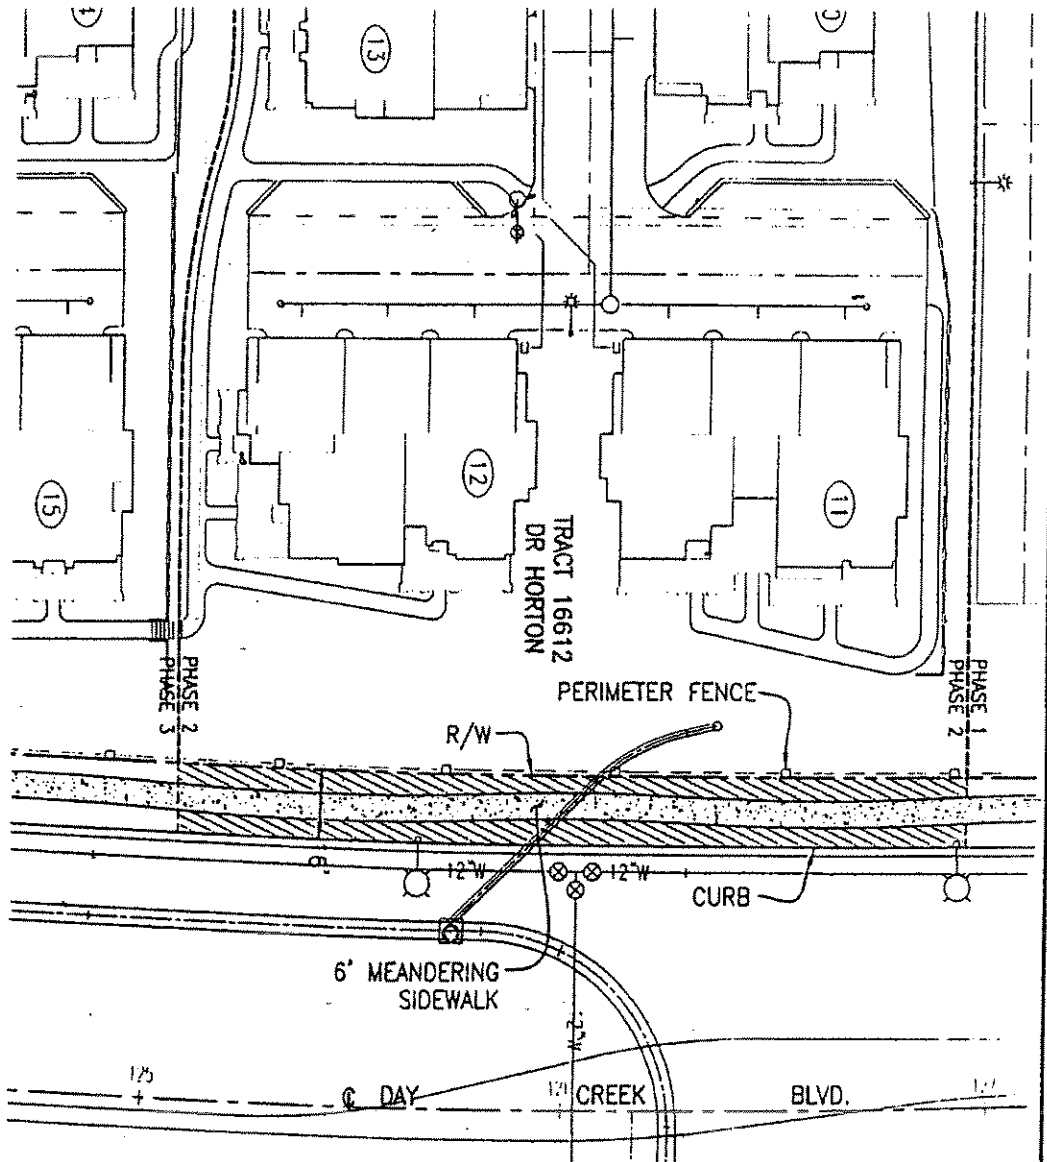 13
12
11
15
TRACT 16612
DR HORTON
PHASE 1
PHASE 2
PHASE 2
PHASE 3
PERIMETER FENCE
R/W
12"W
12"W
CURB
6' MEANDERING
SIDEWALK
125
℄ DAY CREEK BLVD.